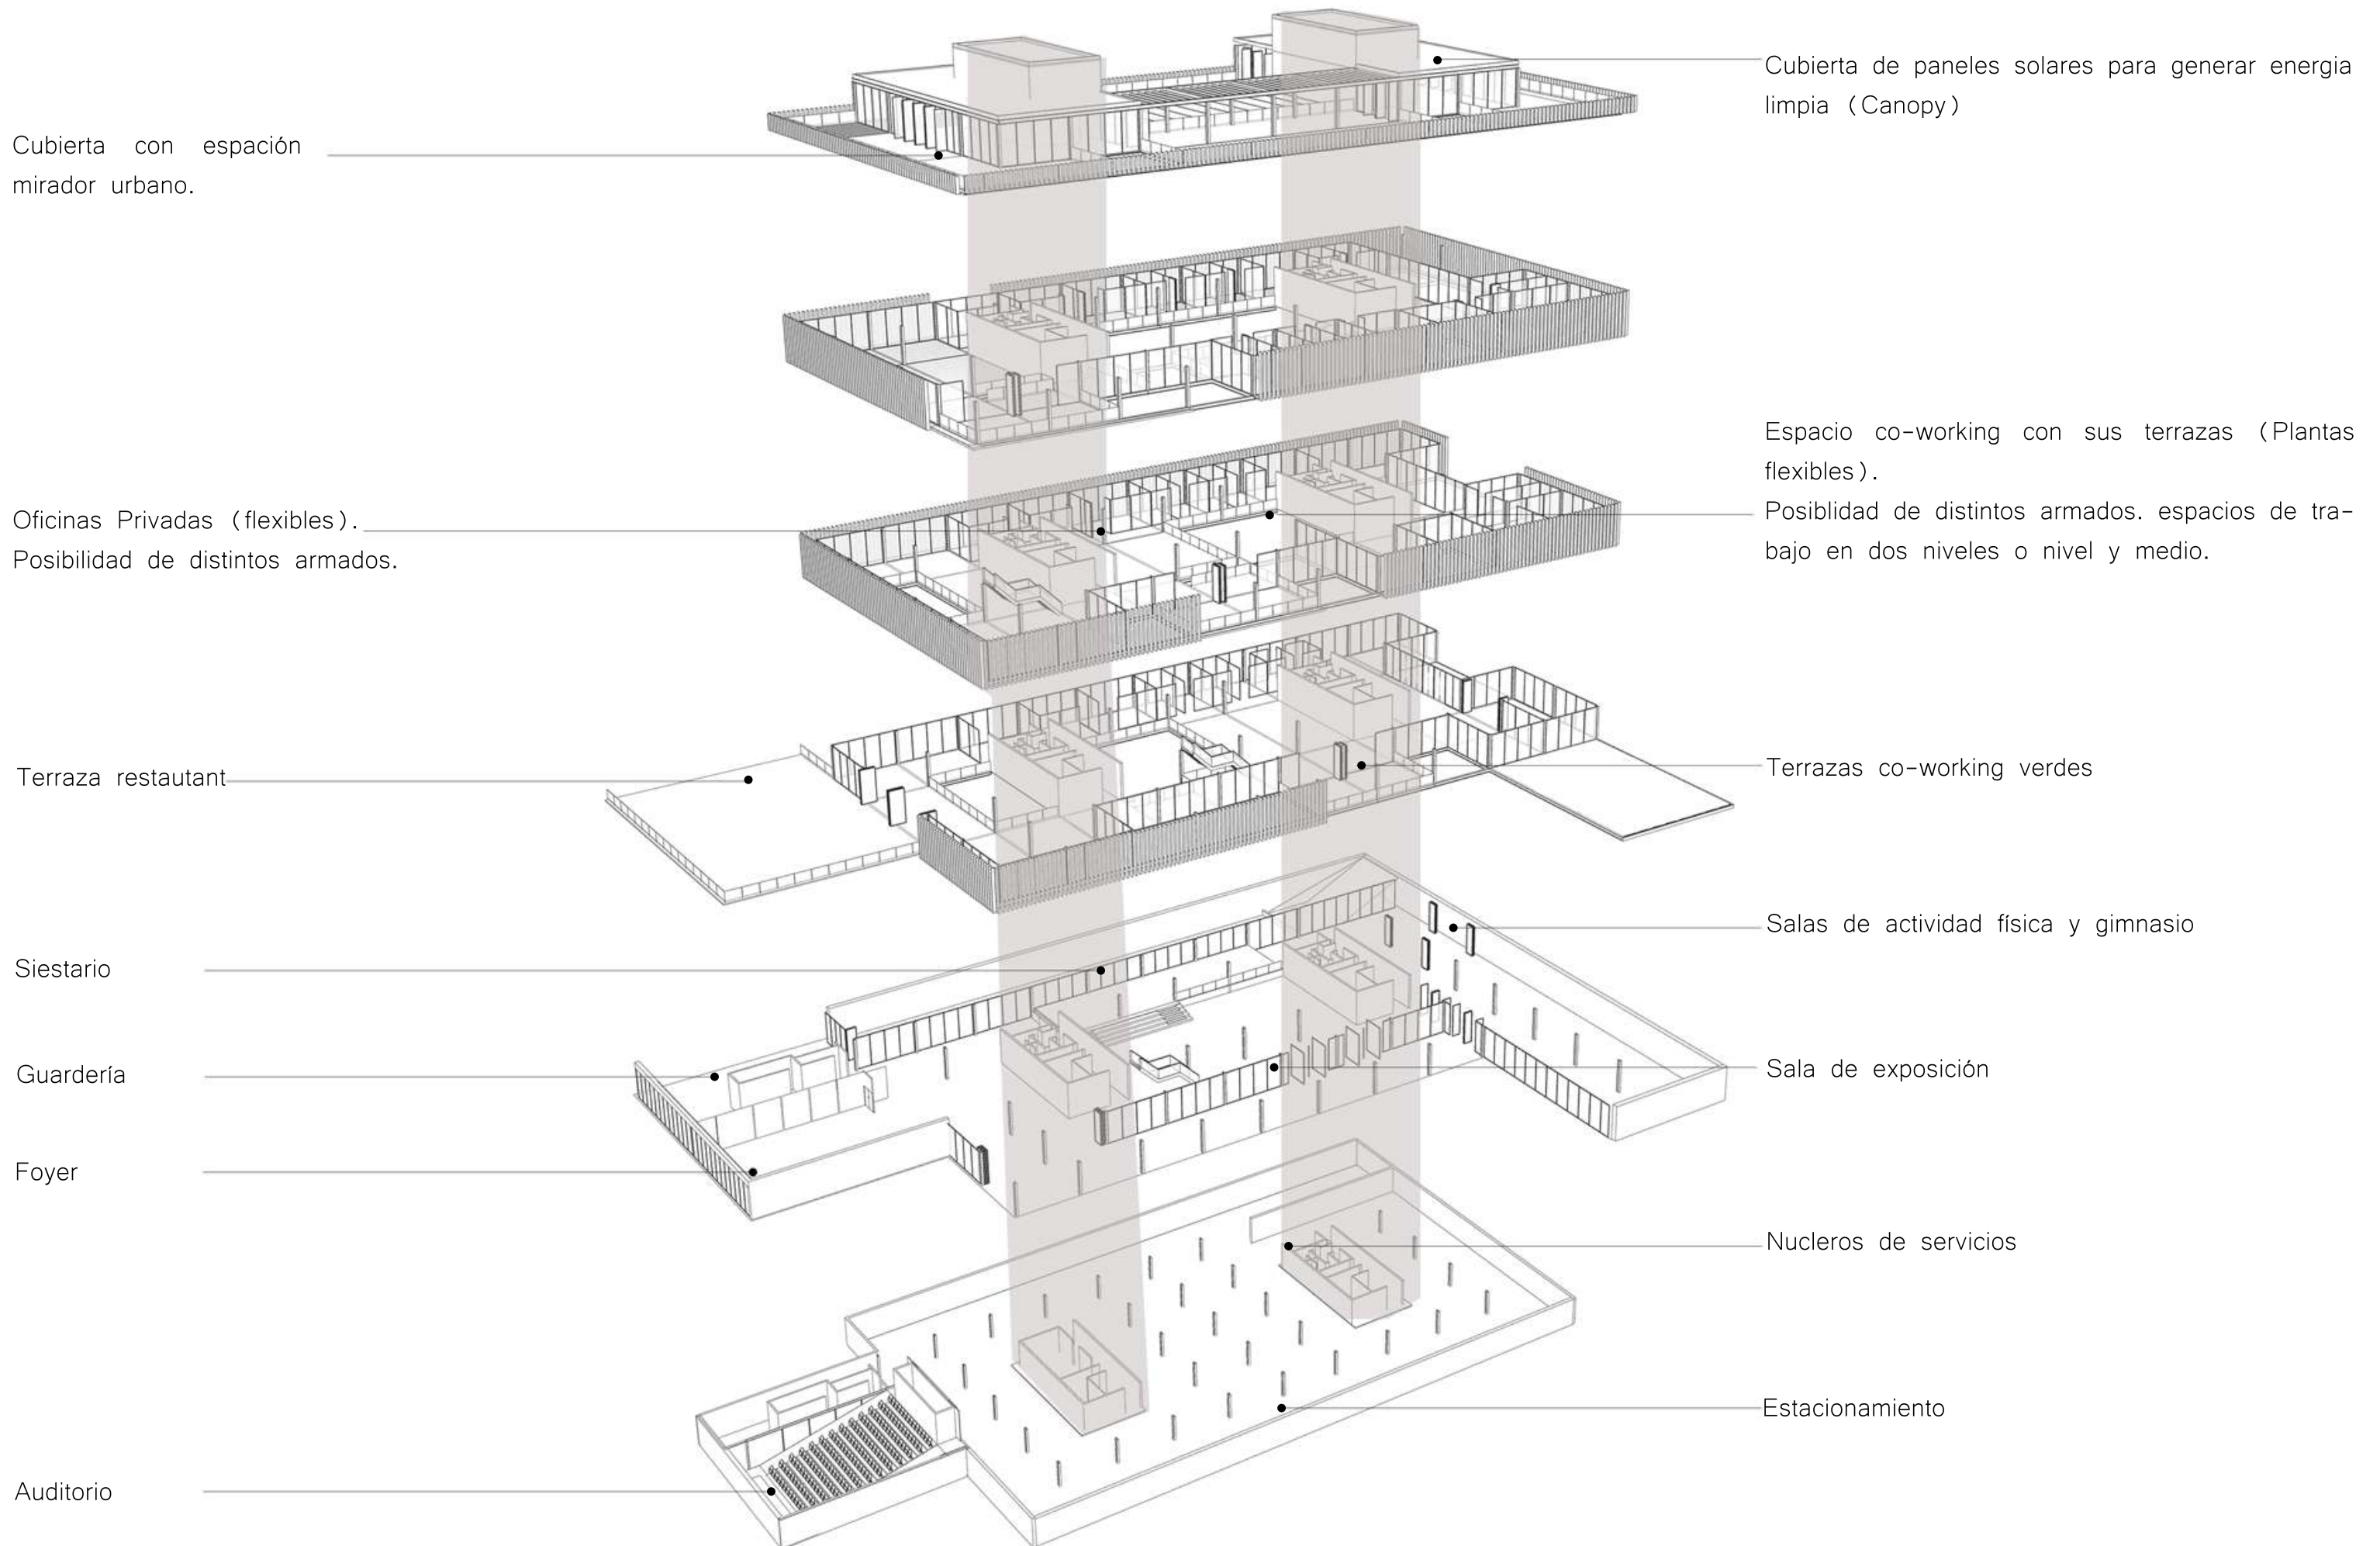 Cubierta con espación
mirador urbano.
Oficinas Privadas (flexibles).
Posibilidad de distintos armados.
Terraza restautant
Siestario
Guardería
Foyer
Auditorio
Cubierta de paneles solares para generar energia
limpia (Canopy)
Espacio co-working con sus terrazas (Plantas
flexibles).
Posiblidad de distintos armados. espacios de tra-
bajo en dos niveles o nivel y medio.
Terrazas co-working verdes
Salas de actividad física y gimnasio
Sala de exposición
Nucleros de servicios
Estacionamiento